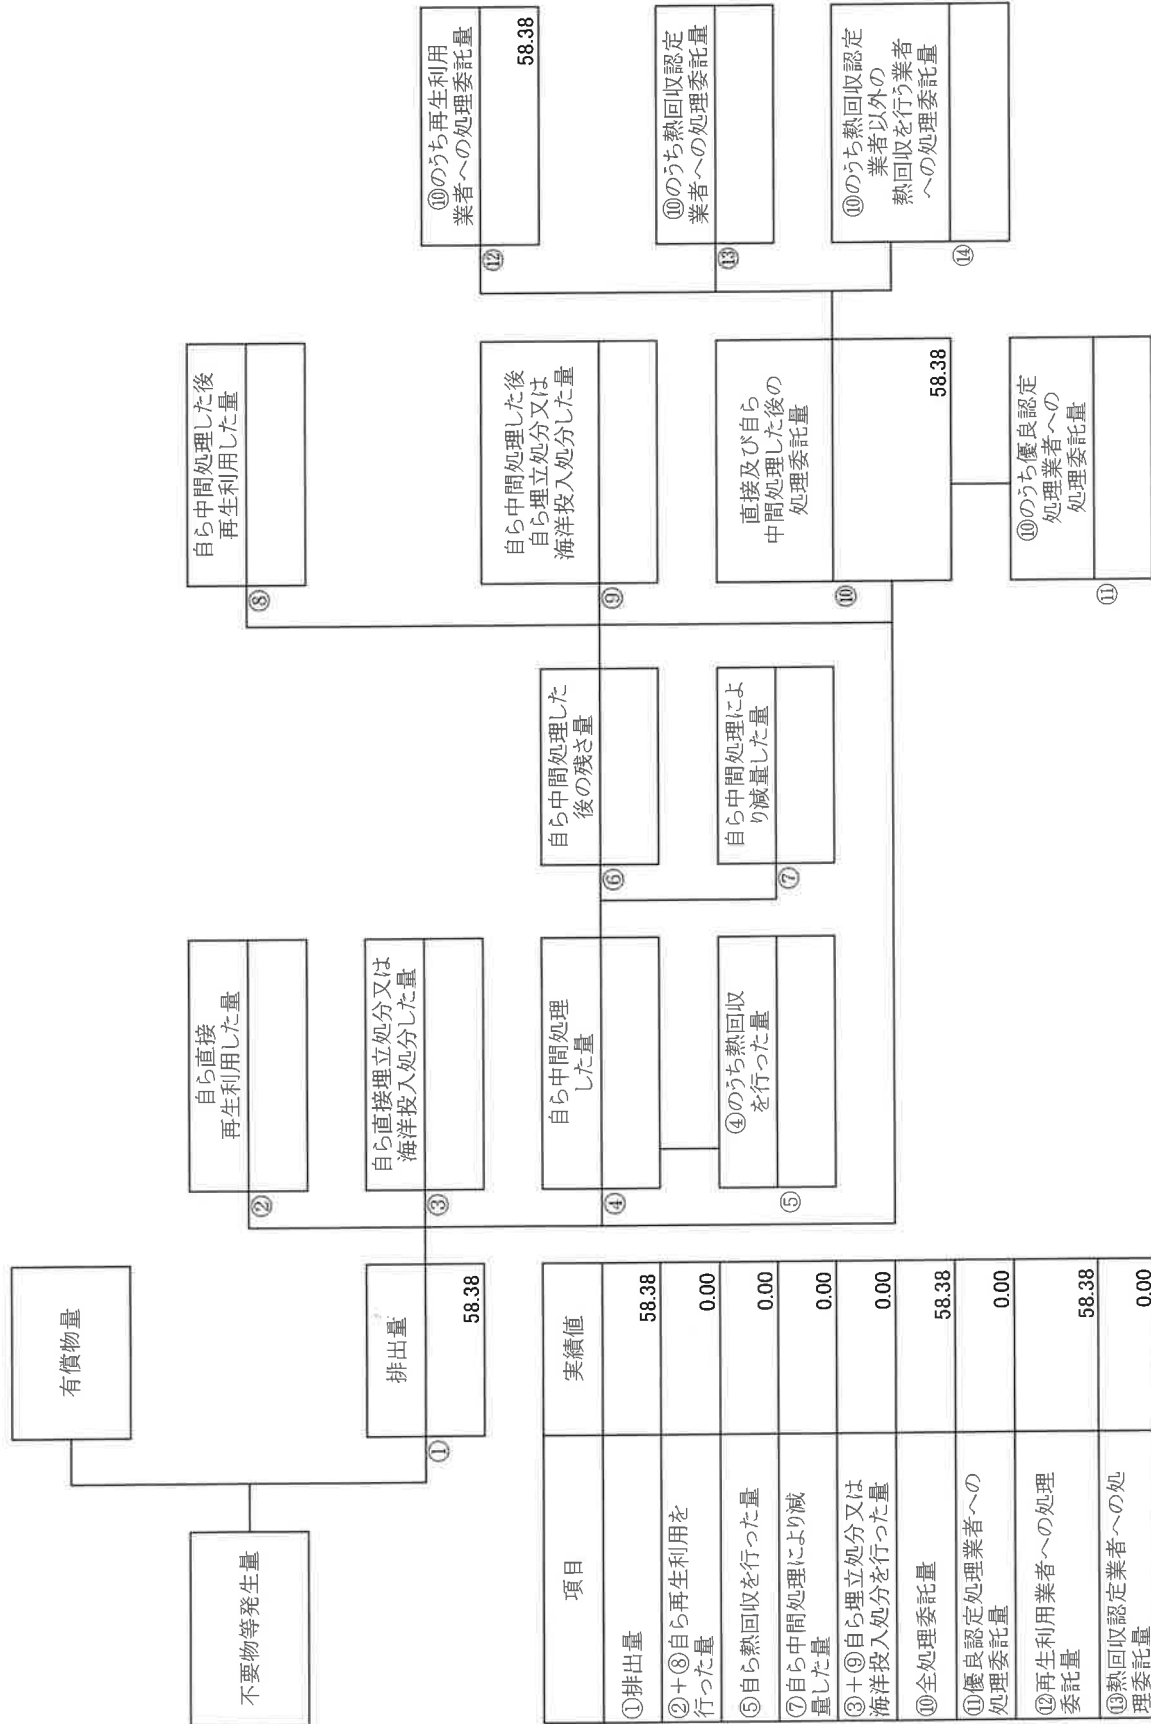 不要物等発生量
有償物量
排出量
①
58.38
②
自ら直接
再生利用した量
③
自ら直接埋立処分又は
海洋投入処分した量
④
自ら中間処理
した量
⑤
④のうち熱回収
を行った量
⑥
自ら中間処理した
後の残さ量
⑦
自ら中間処理によ
り減量した量
⑧
自ら中間処理した後
再生利用した量
⑨
自ら中間処理した後
自ら埋立処分又は
海洋投入処分した量
⑩
直接及び自ら
中間処理した後の
処理委託量
58.38
⑪
⑩のうち優良認定
処理業者への
処理委託量
⑫
⑩のうち再生利用
業者への処理委託量
58.38
⑬
⑩のうち熱回収認定
業者への処理委託量
⑭
⑩のうち熱回収認定
業者以外の
熱回収を行う業者
への処理委託量
項目 実績値
①排出量 58.38
②+⑧自ら再生利用を
行った量 0.00
⑤自ら熱回収を行った量 0.00
⑦自ら中間処理により減
量した量 0.00
③+⑨自ら埋立処分又は
海洋投入処分を行った量 0.00
⑩全処理委託量 58.38
⑪優良認定処理業者への
処理委託量 0.00
⑫再生利用業者への処理
委託量 58.38
⑬熱回収認定業者への処
理委託量 0.00